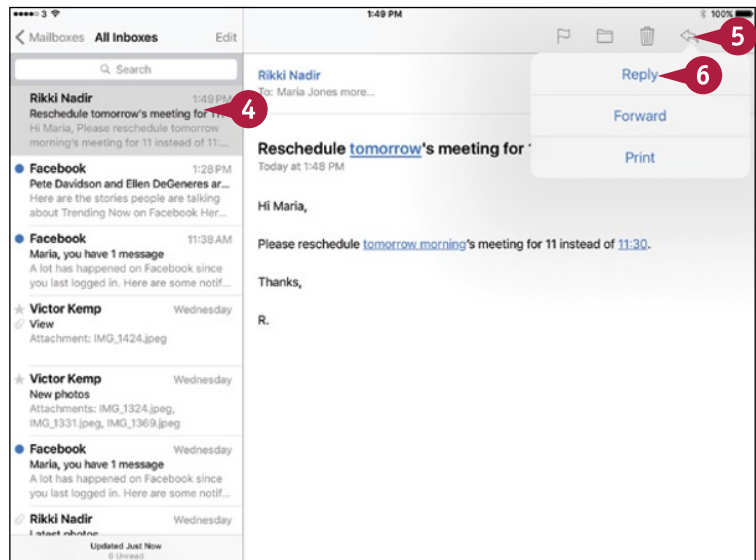 3 1:49 PM 100%
Mailboxes All Inboxes Edit
Search
Rikki Nadir 1:49 PM
Reschedule tomorrow's meeting for 11...
Hi Maria, Please reschedule tomorrow
morning's meeting for 11 instead of 11:...
4
Facebook 1:28 PM
Pete Davidson and Ellen DeGeneres ar...
Here are the stories people are talking
about Trending Now on Facebook Her...
Facebook 11:38 AM
Maria, you have 1 message
A lot has happened on Facebook since
you last logged in. Here are some notif...
Victor Kemp Wednesday
View
Attachment: IMG_1424.jpeg
Victor Kemp Wednesday
New photos
Attachments: IMG_1324.jpeg,
IMG_1331.jpeg, IMG_1369.jpeg
Facebook Wednesday
Maria, you have 1 message
A lot has happened on Facebook since
you last logged in. Here are some notif...
Rikki Nadir Wednesday
Latest photos
Updated Just Now
6 Unread
5
Reply
6
Forward
Print
Rikki Nadir
To: Maria Jones more...
Reschedule tomorrow's meeting for
Today at 1:48 PM
Hi Maria,
Please reschedule tomorrow morning's meeting for 11 instead of 11:30.
Thanks,
R.